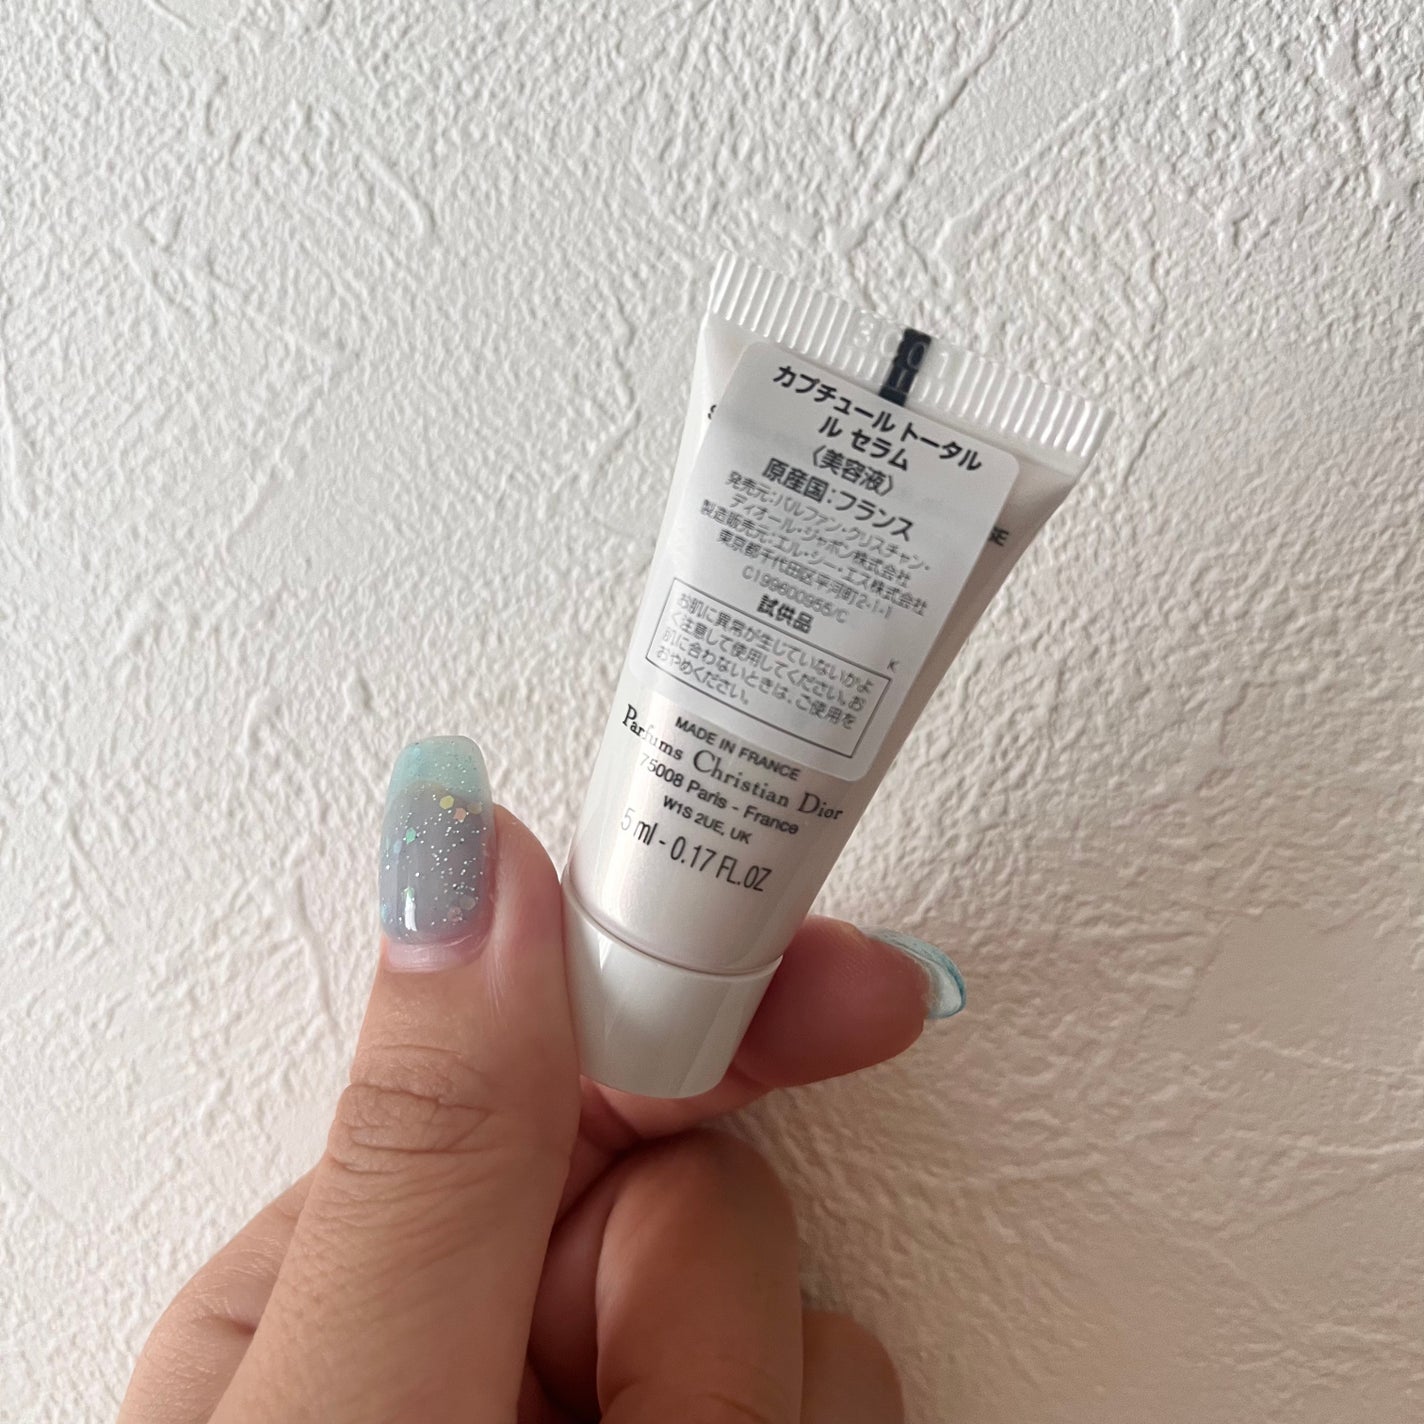 カプチュール トータル
ル セラム
〈美容液〉
原産国:フランス
発売元:パルファン・クリスチャン・
ディオール・ジャポン株式会社
製造販売元:エル・シー・エス株式会社
東京都千代田区平河町2-1-1
C199600955/C
試供品
K
お肌に異常が生じていないかよ
く注意して使用してください。お
肌に合わないときは、ご使用を
おやめください。
MADE IN FRANCE
Parfums Christian Dior
75008 Paris - France
W1S 2UE, UK
5 ml - 0.17 FL.OZ